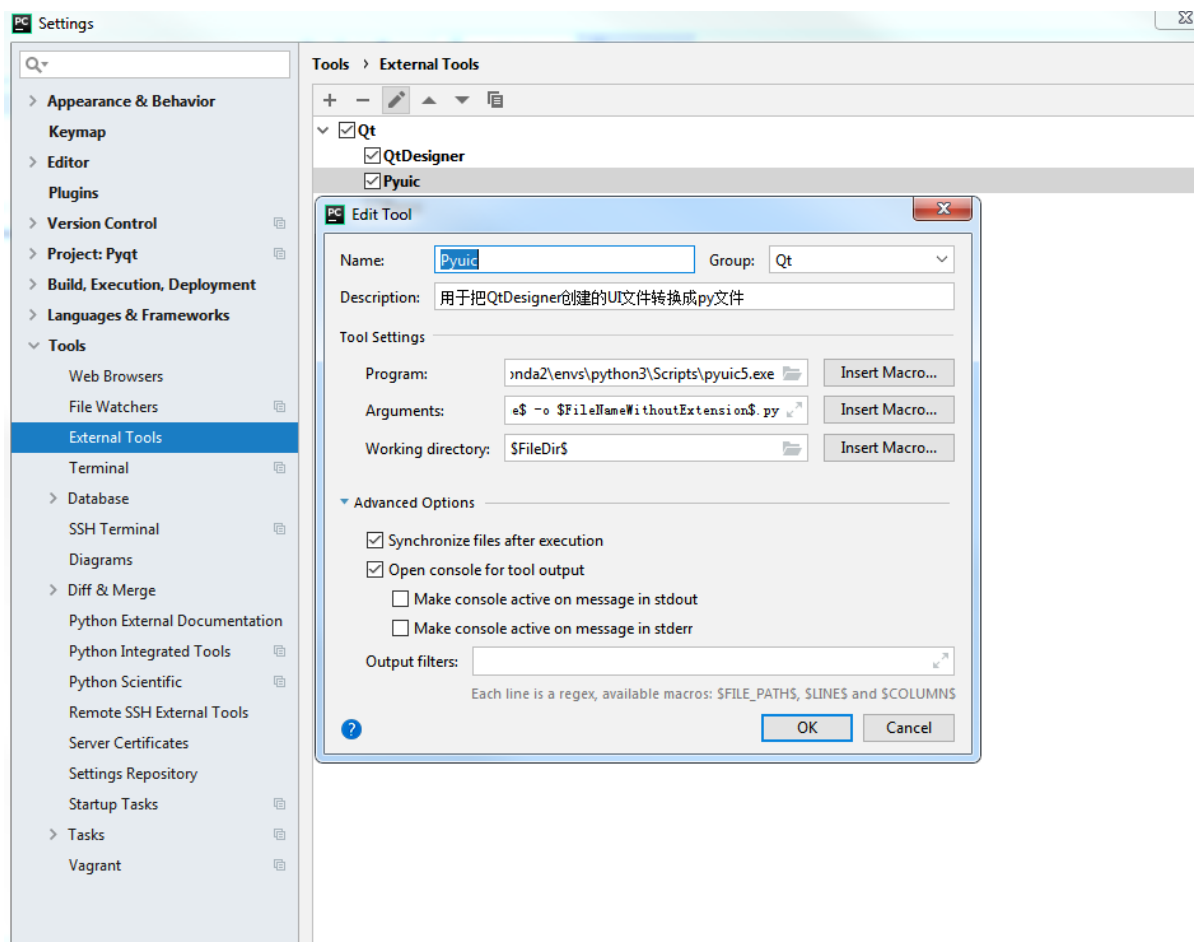 PC Settings
Tools › External Tools
Appearance & Behavior
Keymap
Editor
Plugins
Version Control
Project: Pyqt
Build, Execution, Deployment
Languages & Frameworks
Tools
Web Browsers
File Watchers
External Tools
Terminal
Database
SSH Terminal
Diagrams
Diff & Merge
Python External Documentation
Python Integrated Tools
Python Scientific
Remote SSH External Tools
Server Certificates
Settings Repository
Startup Tasks
Tasks
Vagrant
Qt
QtDesigner
Pyuic
PC Edit Tool
Name: Pyuic Group: Qt
Description: 用于把QtDesigner创建的UI文件转换成py文件
Tool Settings
Program: onda2\envs\python3\Scripts\pyuic5.exe Insert Macro...
Arguments: e$ -o $FileNameWithoutExtension$.py Insert Macro...
Working directory: $FileDir$ Insert Macro...
Advanced Options
Synchronize files after execution
Open console for tool output
Make console active on message in stdout
Make console active on message in stderr
Output filters:
Each line is a regex, available macros: $FILE_PATH$, $LINE$ and $COLUMN$
? OK Cancel